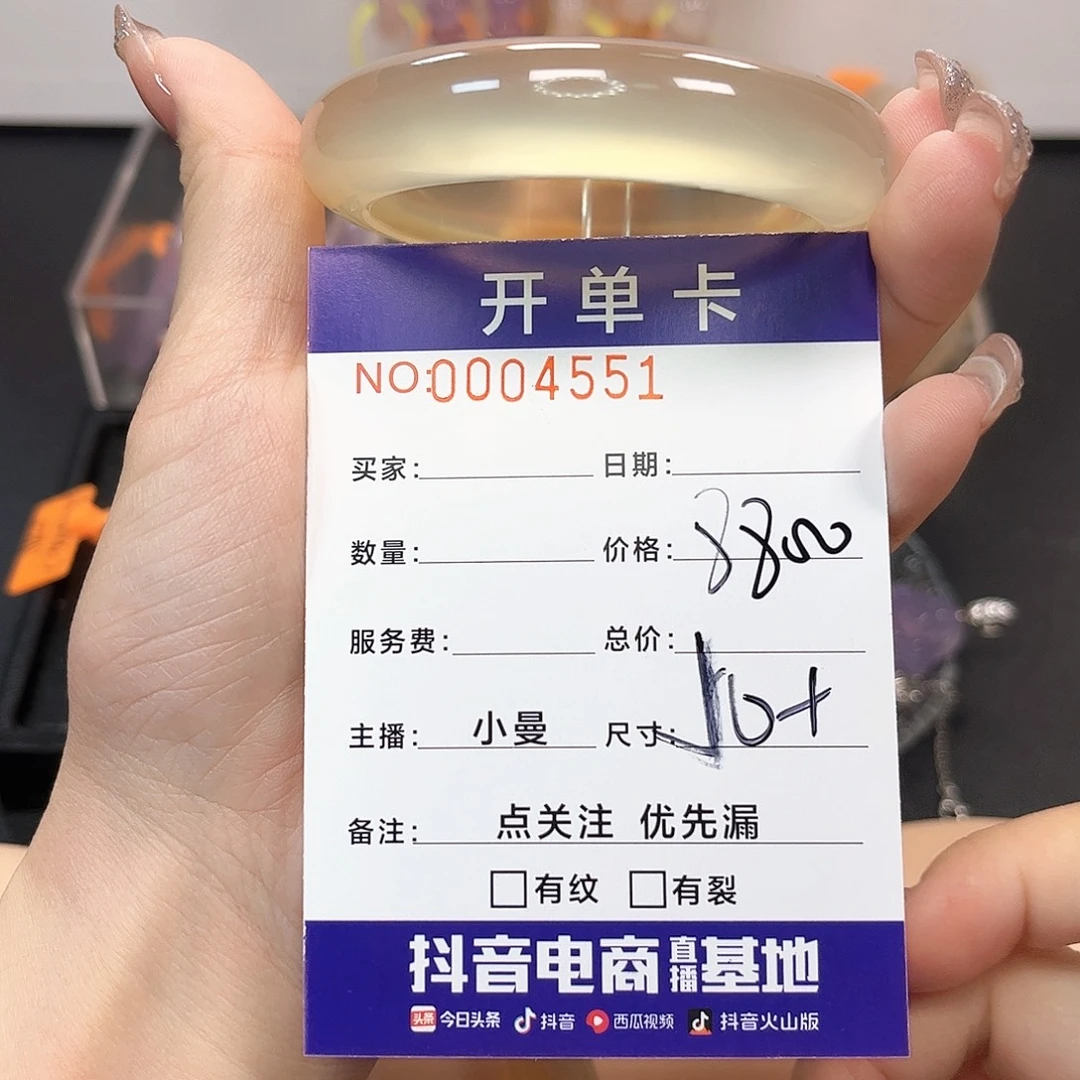 开单卡
NO:0004551
买家: 日期:
数量: 价格: 8800
服务费: 总价:
主播: 小曼 尺寸: 56+
备注: 点关注 优先漏
有纹 有裂
抖音电商直播基地
头条 今日头条 抖音 西瓜视频 抖音火山版